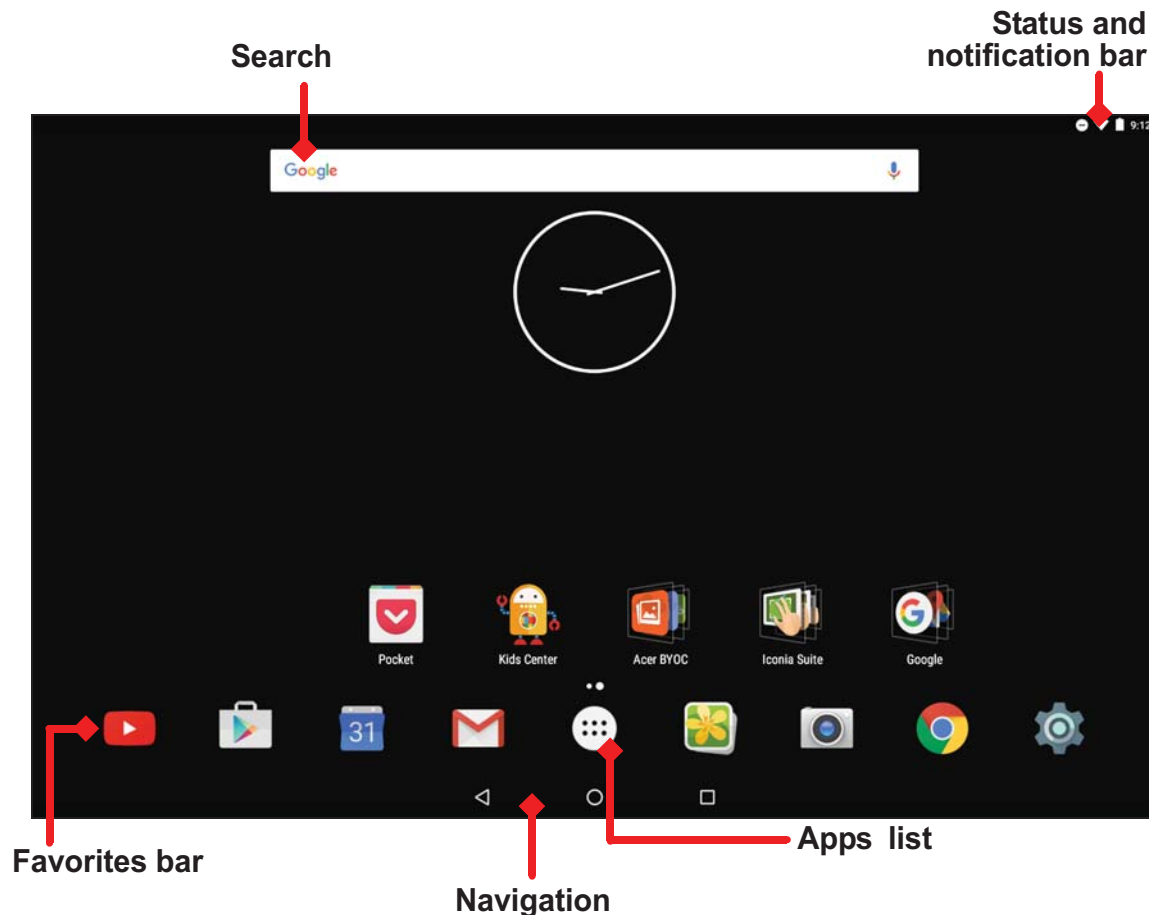 Status and
notification bar
Search
9:12
Google
Pocket
Kids Center
Acer BYOC
Iconia Suite
G
Google
31
Apps list
Favorites bar
Navigation